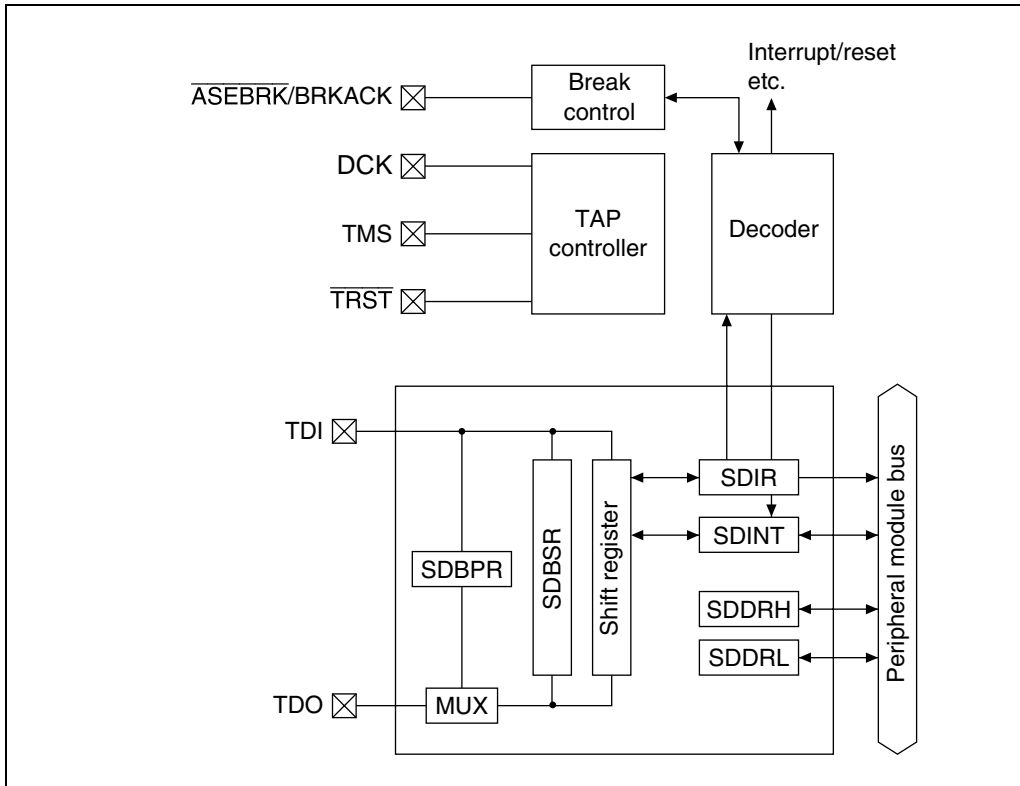 Interrupt/reset
etc.
ASEBRK/BRKACK
Break
control
DCK
TMS
TRST
TAP
controller
Decoder
TDI
TDO
SDBPR
MUX
SDBSR
Shift register
SDIR
SDINT
SDDRH
SDDRL
Peripheral module bus